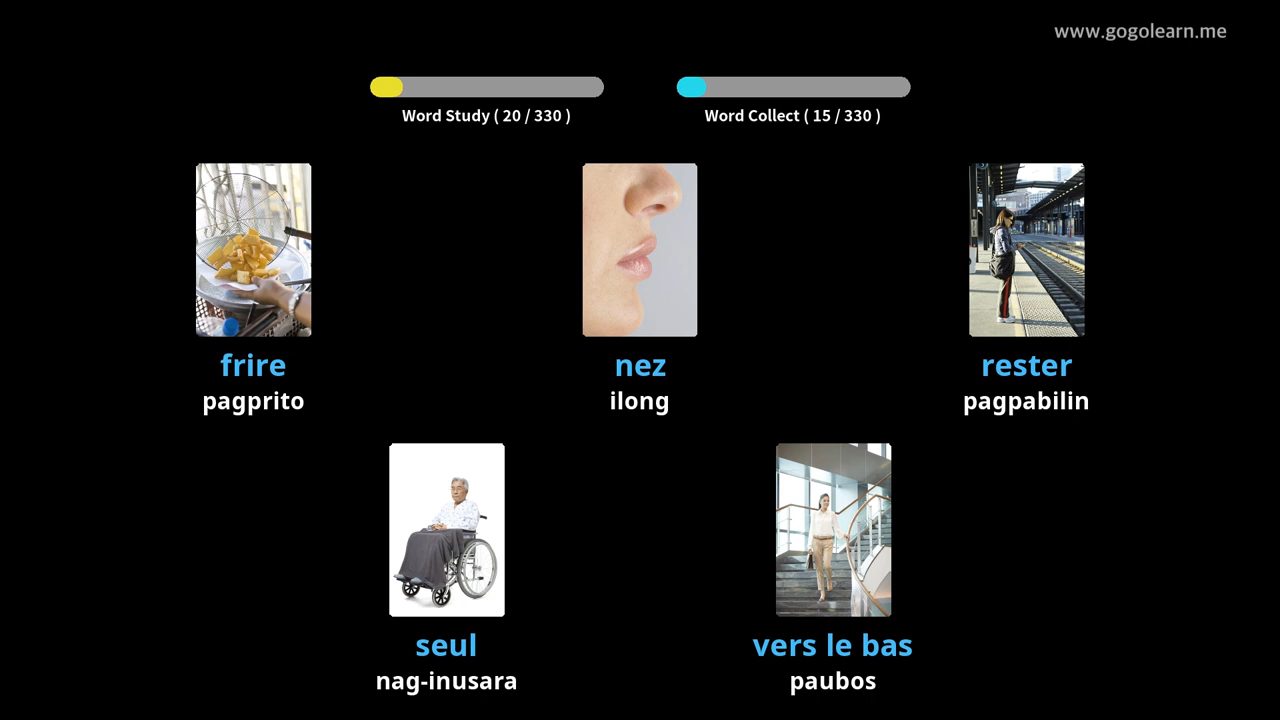 www.gogolearn.me
Word Study ( 20 / 330 )
Word Collect ( 15 / 330 )
frire
pagprito
nez
ilong
rester
pagpabilin
seul
nag-inusara
vers le bas
paubos